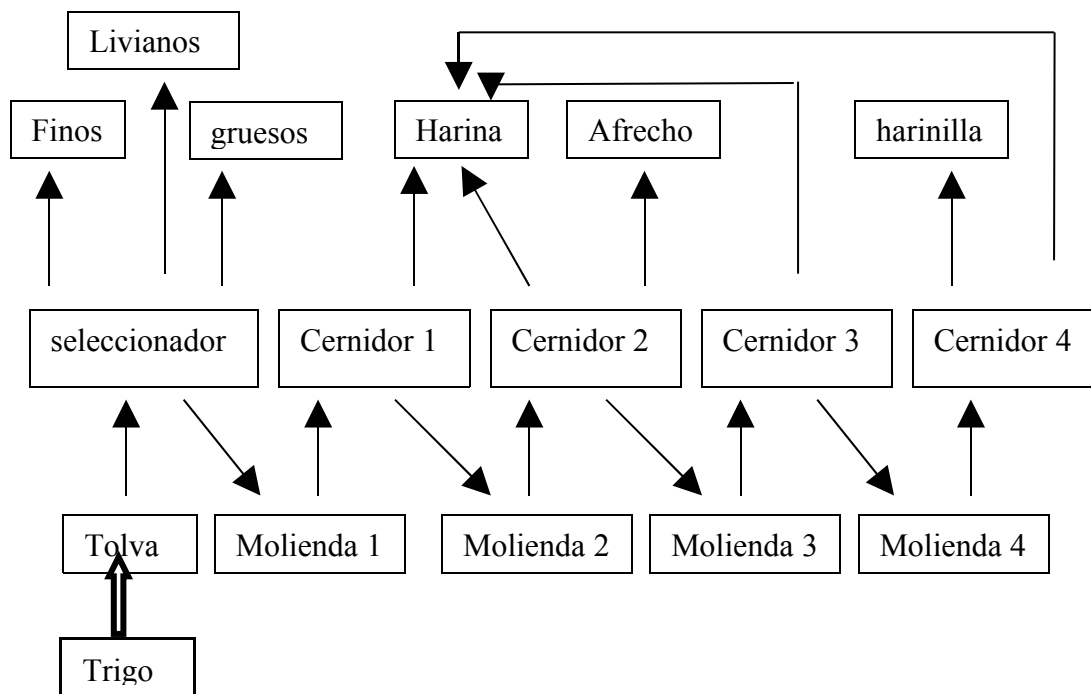 Livianos
Finos
gruesos
Harina
Afrecho
harinilla
seleccionador
Cernidor 1
Cernidor 2
Cernidor 3
Cernidor 4
Tolva
Molienda 1
Molienda 2
Molienda 3
Molienda 4
Trigo